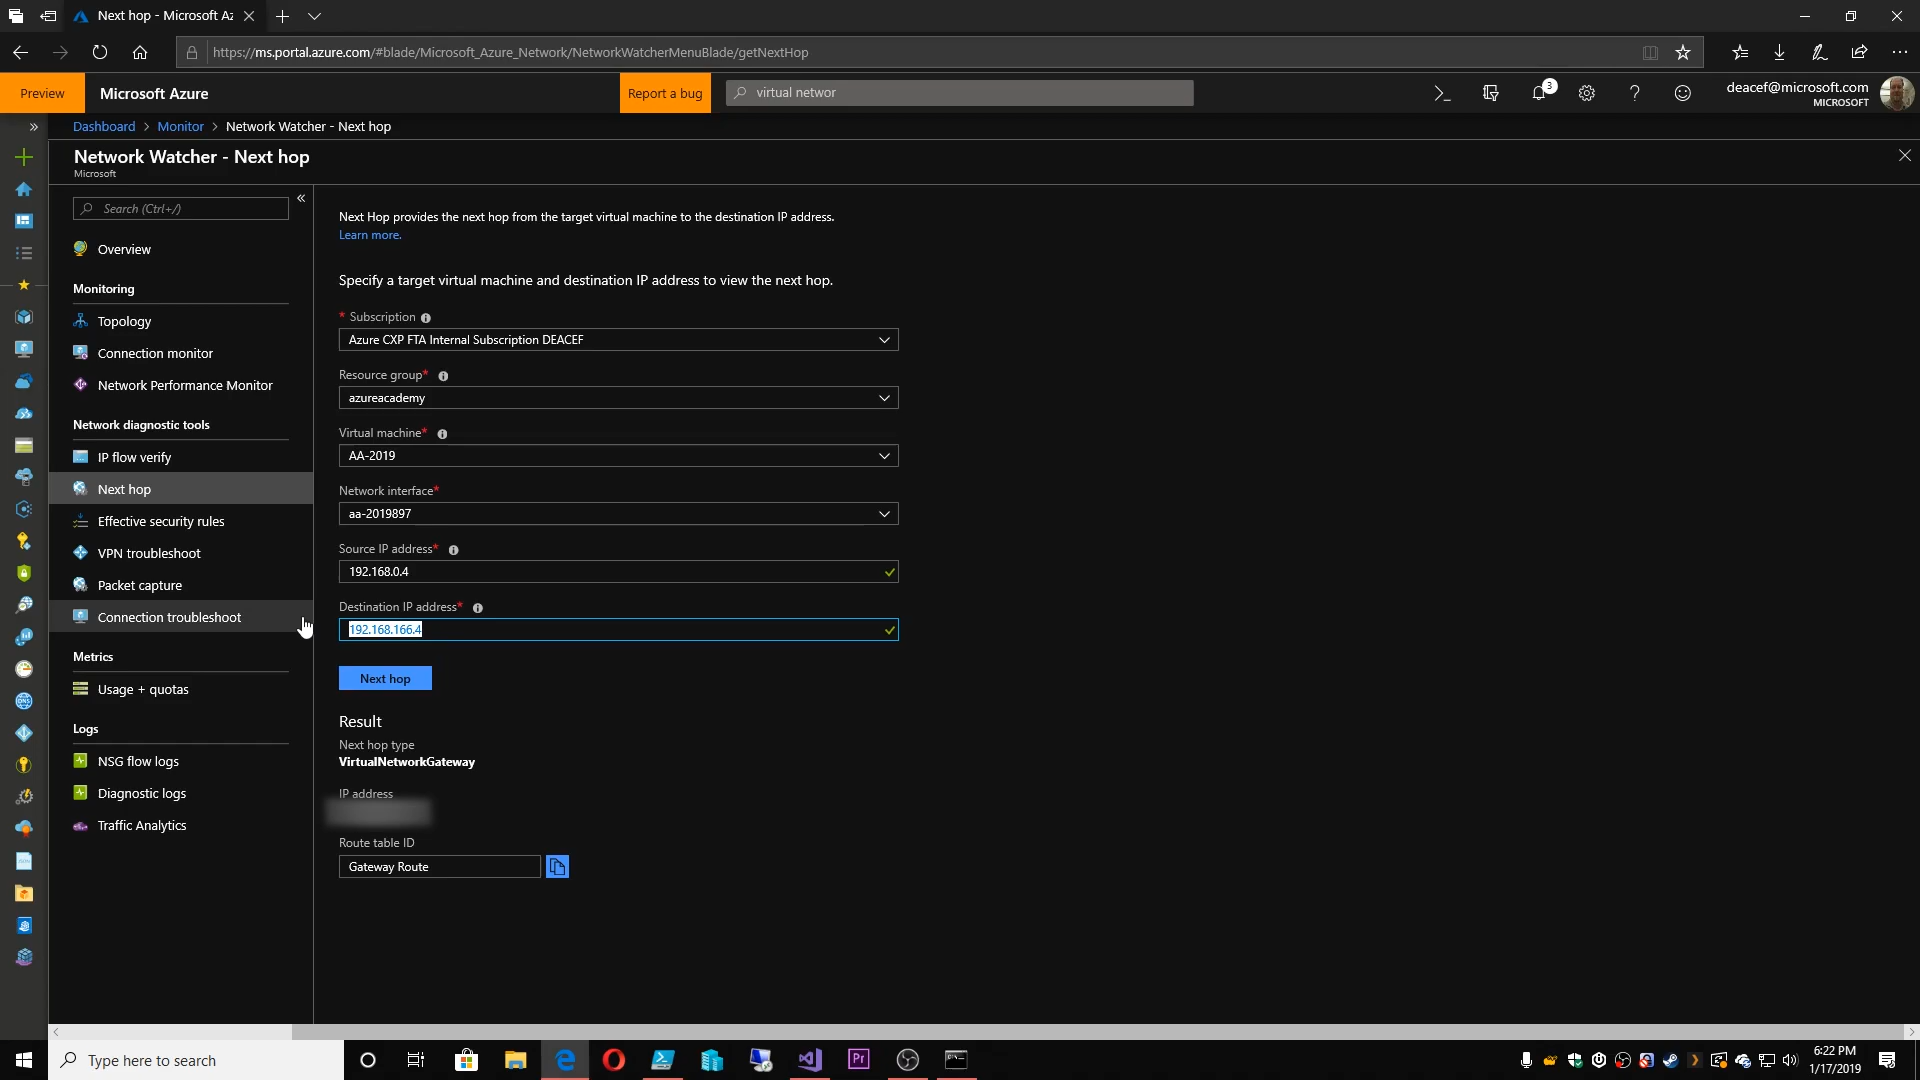 Next hop - Microsoft Az
https://ms.portal.azure.com/#blade/Microsoft_Azure_Network/NetworkWatcherMenuBlade/getNextHop
Preview
Microsoft Azure
Report a bug
virtual networ
3
deacef@microsoft.com
MICROSOFT
Dashboard > Monitor > Network Watcher - Next hop
Network Watcher - Next hop
Microsoft
Search (Ctrl+/)
Overview
Monitoring
Topology
Connection monitor
Network Performance Monitor
Network diagnostic tools
IP flow verify
Next hop
Effective security rules
VPN troubleshoot
Packet capture
Connection troubleshoot
Metrics
Usage + quotas
Logs
NSG flow logs
Diagnostic logs
Traffic Analytics
Next Hop provides the next hop from the target virtual machine to the destination IP address.
Learn more.
Specify a target virtual machine and destination IP address to view the next hop.
* Subscription
Azure CXP FTA Internal Subscription DEACEF
Resource group*
azureacademy
Virtual machine*
AA-2019
Network interface*
aa-2019897
Source IP address*
192.168.0.4
Destination IP address*
192.168.166.4
Next hop
Result
Next hop type
VirtualNetworkGateway
IP address
Route table ID
Gateway Route
Type here to search
Pr
6:22 PM
1/17/2019